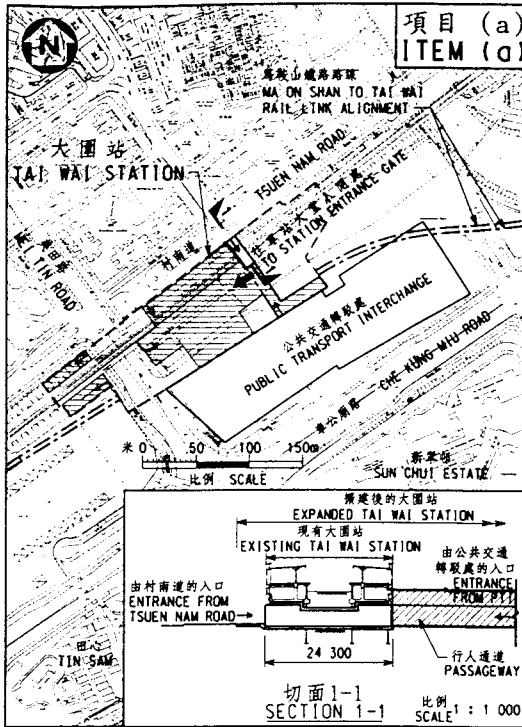 項目 (a)
ITEM (a)
N
馬鞍山鐵路路線
MA ON SHAN TO TAI WAI
RAIL LINK ALIGNMENT
大圍站
TAI WAI STATION
TSUEN NAM ROAD
村南道
往車站大堂入閘處
TO STATION ENTRANCE GATE
TIN ROAD
公共交通轉駁處
PUBLIC TRANSPORT INTERCHANGE
車公廟路
CHE KUNG MIU ROAD
米 0 50 100 150m
比例 SCALE
新翠邨
SUN CHUI ESTATE
田心
TIN SAM
擴建後的大圍站
EXPANDED TAI WAI STATION
現有大圍站
EXISTING TAI WAI STATION
由村南道的入口
ENTRANCE FROM
TSUEN NAM ROAD
由公共交通
轉駁處的入口
ENTRANCE
FROM PTI
24 300
行人通道
PASSAGEWAY
切面1-1
SECTION 1-1
比例
SCALE 1 : 1 000